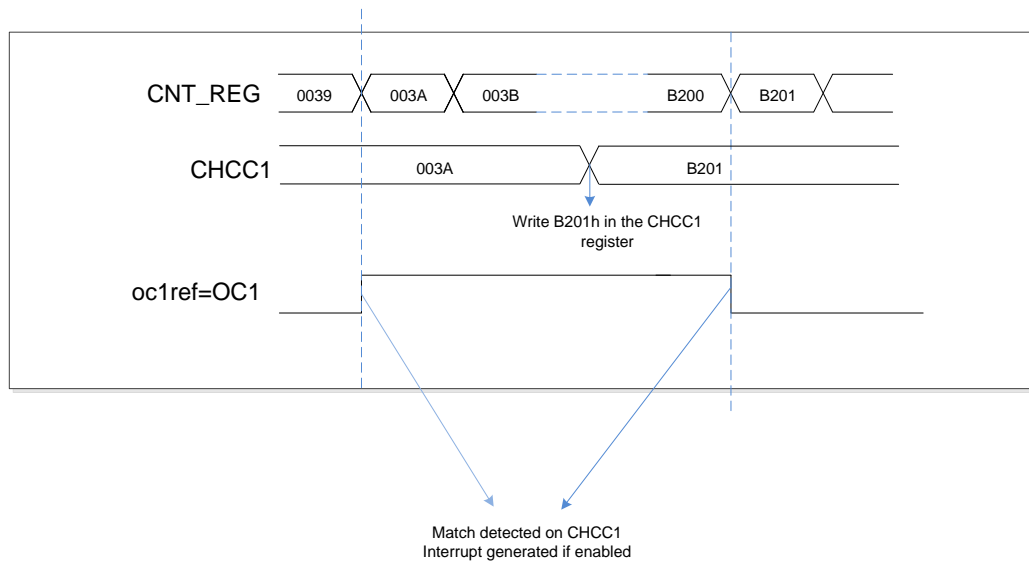 CNT_REG
0039
003A
003B
B200
B201
CHCC1
003A
B201
Write B201h in the CHCC1
register
oc1ref=OC1
Match detected on CHCC1
Interrupt generated if enabled